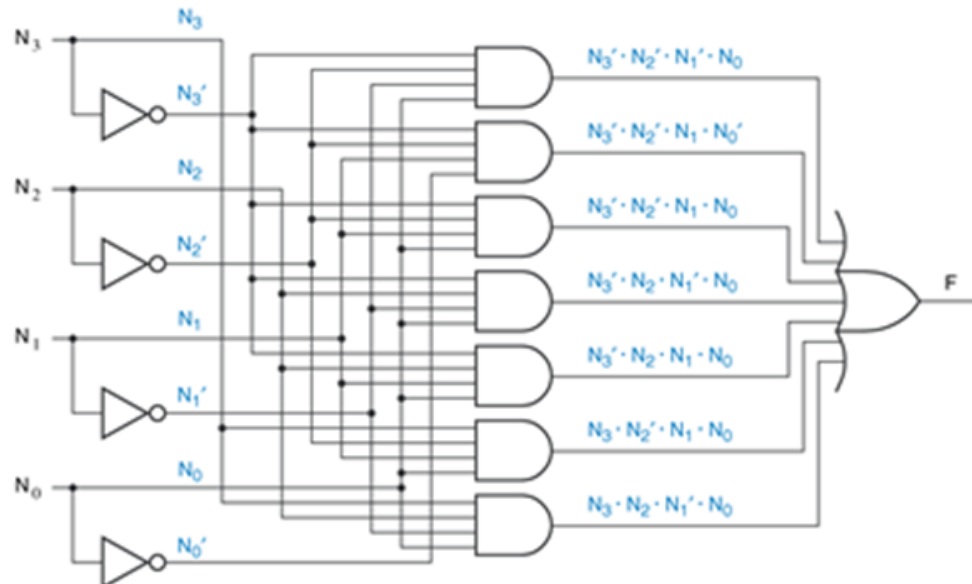 N₃
N₃
N₃′
N₂
N₂
N₂′
N₁
N₁
N₁′
N₀
N₀
N₀′
N₃′ · N₂′ · N₁′ · N₀
N₃′ · N₂′ · N₁ · N₀′
N₃′ · N₂′ · N₁ · N₀
N₃′ · N₂ · N₁′ · N₀
N₃′ · N₂ · N₁ · N₀
N₃ · N₂′ · N₁ · N₀
N₃ · N₂ · N₁′ · N₀
F